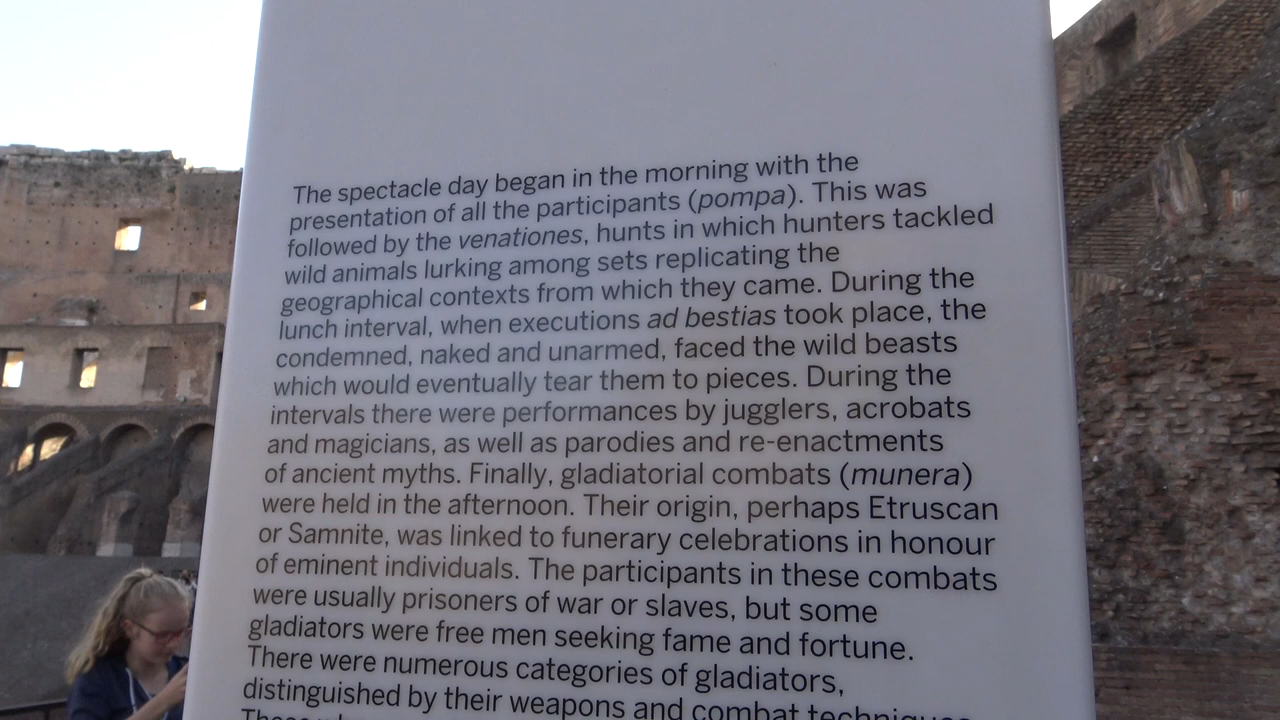 The spectacle day began in the morning with the
presentation of all the participants (pompa). This was
followed by the venationes, hunts in which hunters tackled
wild animals lurking among sets replicating the
geographical contexts from which they came. During the
lunch interval, when executions ad bestias took place, the
condemned, naked and unarmed, faced the wild beasts
which would eventually tear them to pieces. During the
intervals there were performances by jugglers, acrobats
and magicians, as well as parodies and re-enactments
of ancient myths. Finally, gladiatorial combats (munera)
were held in the afternoon. Their origin, perhaps Etruscan
or Samnite, was linked to funerary celebrations in honour
of eminent individuals. The participants in these combats
were usually prisoners of war or slaves, but some
gladiators were free men seeking fame and fortune.
There were numerous categories of gladiators,
distinguished by their weapons and combat techniques.